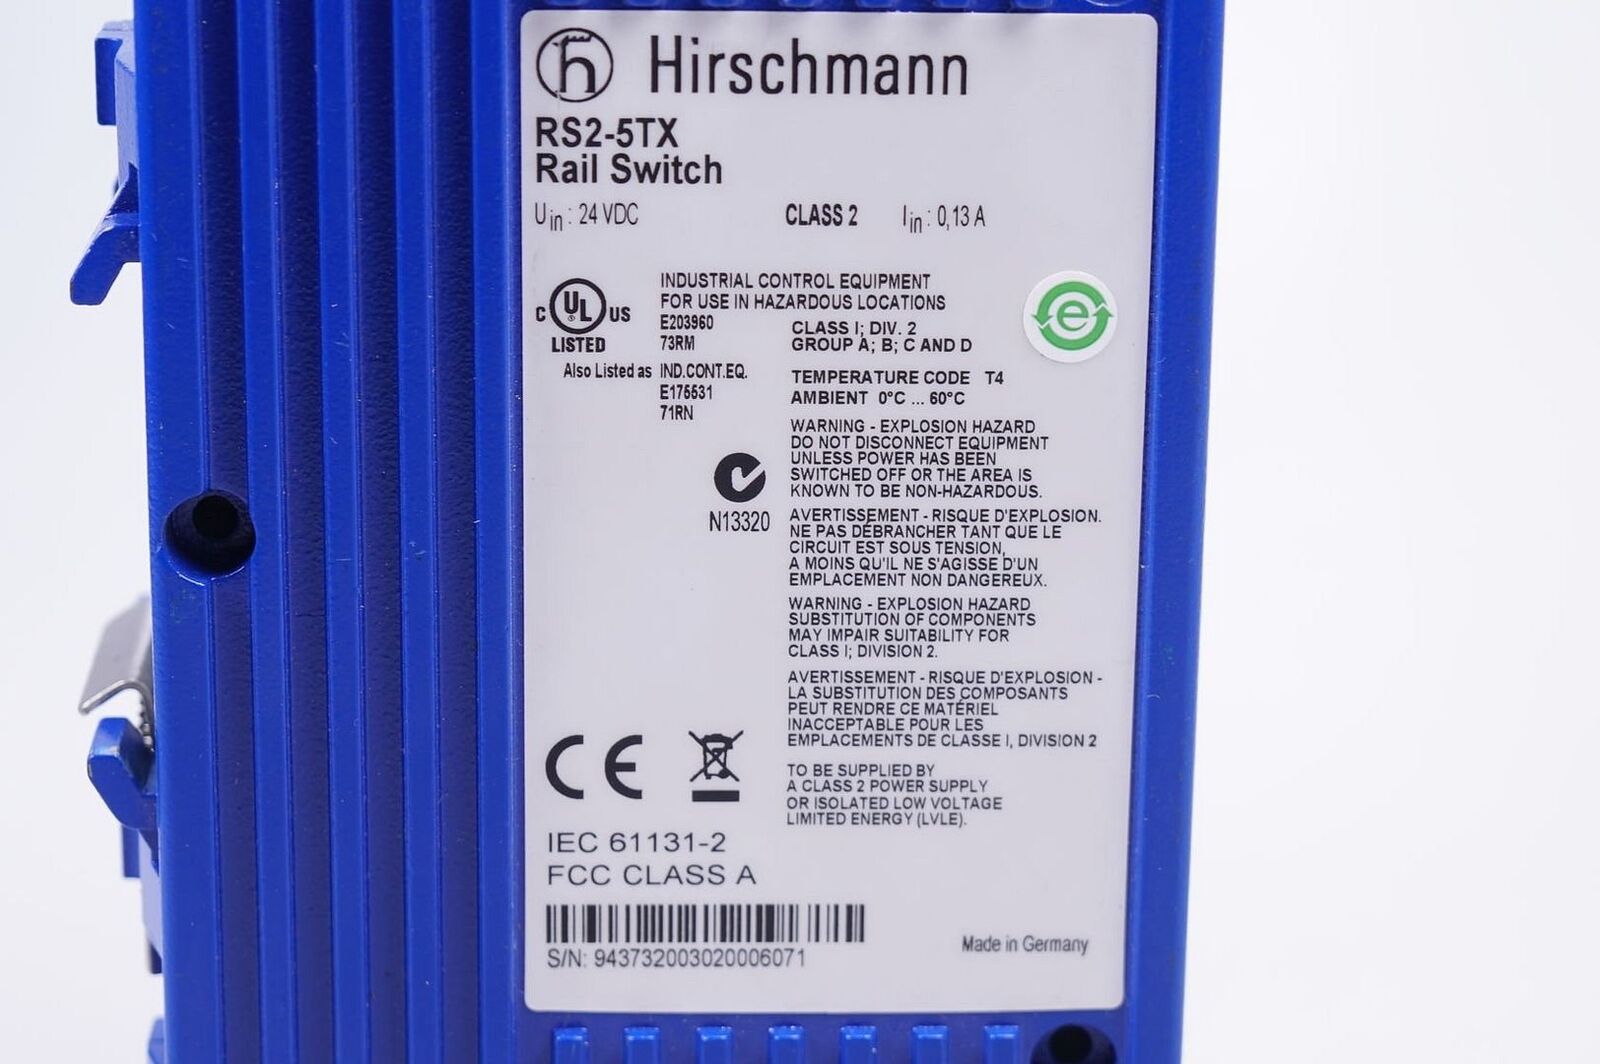 Hirschmann
RS2-5TX
Rail Switch
Uin: 24 VDC CLASS 2 Iin: 0,13 A
INDUSTRIAL CONTROL EQUIPMENT
FOR USE IN HAZARDOUS LOCATIONS
C UL US
LISTED
E203960
73RM
CLASS I; DIV. 2
GROUP A; B; C AND D
Also Listed as IND.CONT.EQ.
E175531
71RN
TEMPERATURE CODE T4
AMBIENT 0°C ... 60°C
e
WARNING - EXPLOSION HAZARD
DO NOT DISCONNECT EQUIPMENT
UNLESS POWER HAS BEEN
SWITCHED OFF OR THE AREA IS
KNOWN TO BE NON-HAZARDOUS.
N13320
AVERTISSEMENT - RISQUE D'EXPLOSION.
NE PAS DÉBRANCHER TANT QUE LE
CIRCUIT EST SOUS TENSION,
A MOINS QU'IL NE S'AGISSE D'UN
EMPLACEMENT NON DANGEREUX.
WARNING - EXPLOSION HAZARD
SUBSTITUTION OF COMPONENTS
MAY IMPAIR SUITABILITY FOR
CLASS I; DIVISION 2.
AVERTISSEMENT - RISQUE D'EXPLOSION -
LA SUBSTITUTION DES COMPOSANTS
PEUT RENDRE CE MATÉRIEL
INACCEPTABLE POUR LES
EMPLACEMENTS DE CLASSE I, DIVISION 2
TO BE SUPPLIED BY
A CLASS 2 POWER SUPPLY
OR ISOLATED LOW VOLTAGE
LIMITED ENERGY (LVLE).
CE
IEC 61131-2
FCC CLASS A
S/N: 943732003020006071
Made in Germany